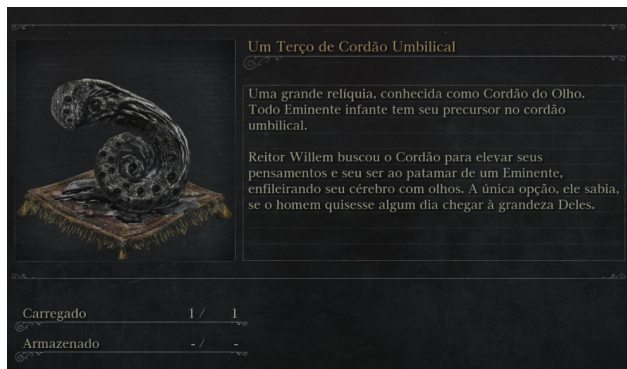 Um Terço de Cordão Umbilical
Uma grande relíquia, conhecida como Cordão do Olho.
Todo Eminente infante tem seu precursor no cordão
umbilical.
Reitor Willem buscou o Cordão para elevar seus
pensamentos e seu ser ao patamar de um Eminente,
enfileirando seu cérebro com olhos. A única opção, ele sabia,
se o homem quisesse algum dia chegar à grandeza Deles.
Carregado 1 / 1
Armazenado - / -